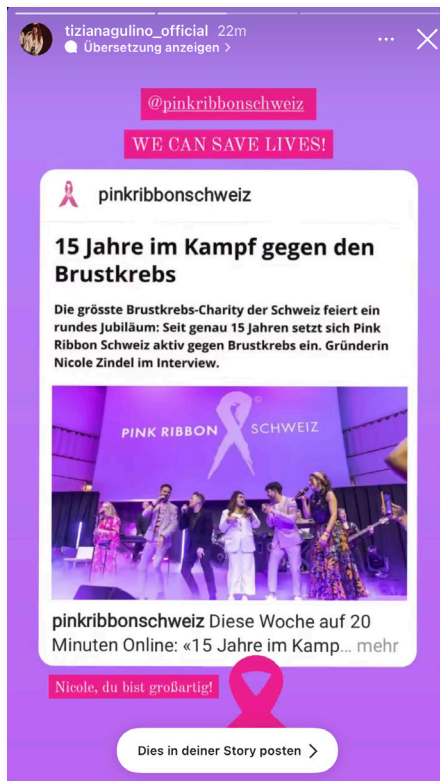 tizianagulino_official 22m
Übersetzung anzeigen
@pinkribbonschweiz
WE CAN SAVE LIVES!
pinkribbonschweiz
15 Jahre im Kampf gegen den
Brustkrebs
Die grösste Brustkrebs-Charity der Schweiz feiert ein
rundes Jubiläum: Seit genau 15 Jahren setzt sich Pink
Ribbon Schweiz aktiv gegen Brustkrebs ein. Gründerin
Nicole Zindel im Interview.
PINK RIBBON SCHWEIZ
pinkribbonschweiz Diese Woche auf 20
Minuten Online: «15 Jahre im Kamp... mehr
Nicole, du bist großartig!
Dies in deiner Story posten